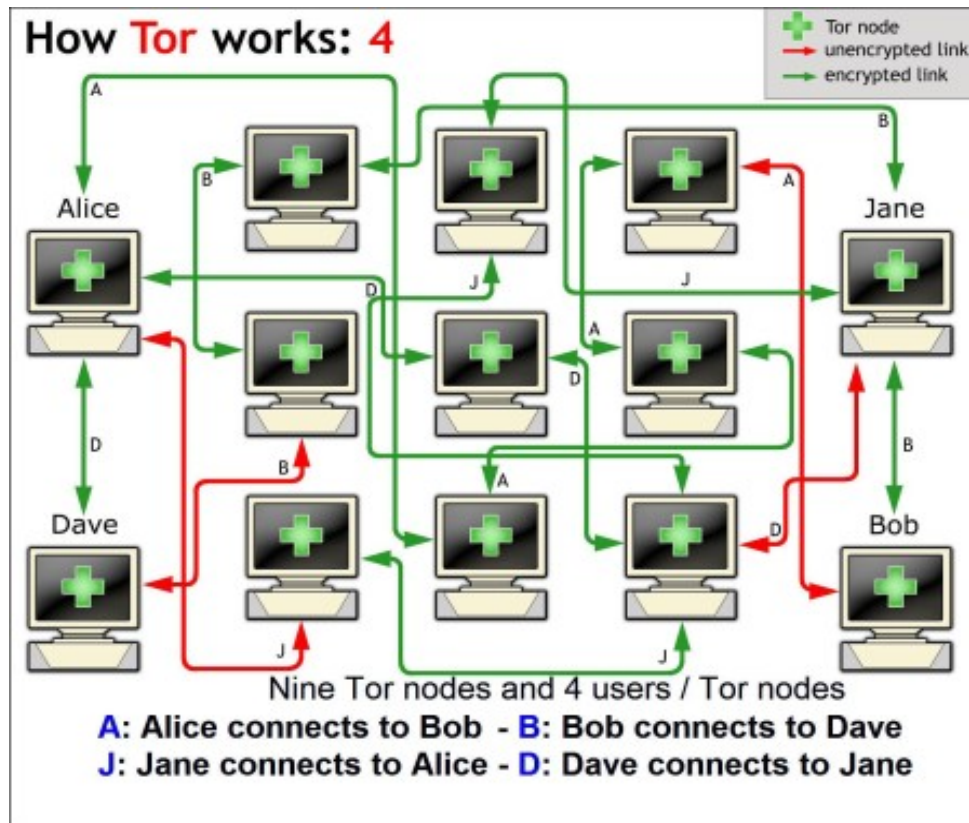 How Tor works: 4
Tor node
unencrypted link
encrypted link
A
B
B
A
Alice
Jane
D
J
J
A
D
D
B
B
A
Dave
D
Bob
J
J
Nine Tor nodes and 4 users / Tor nodes
A: Alice connects to Bob - B: Bob connects to Dave
J: Jane connects to Alice - D: Dave connects to Jane